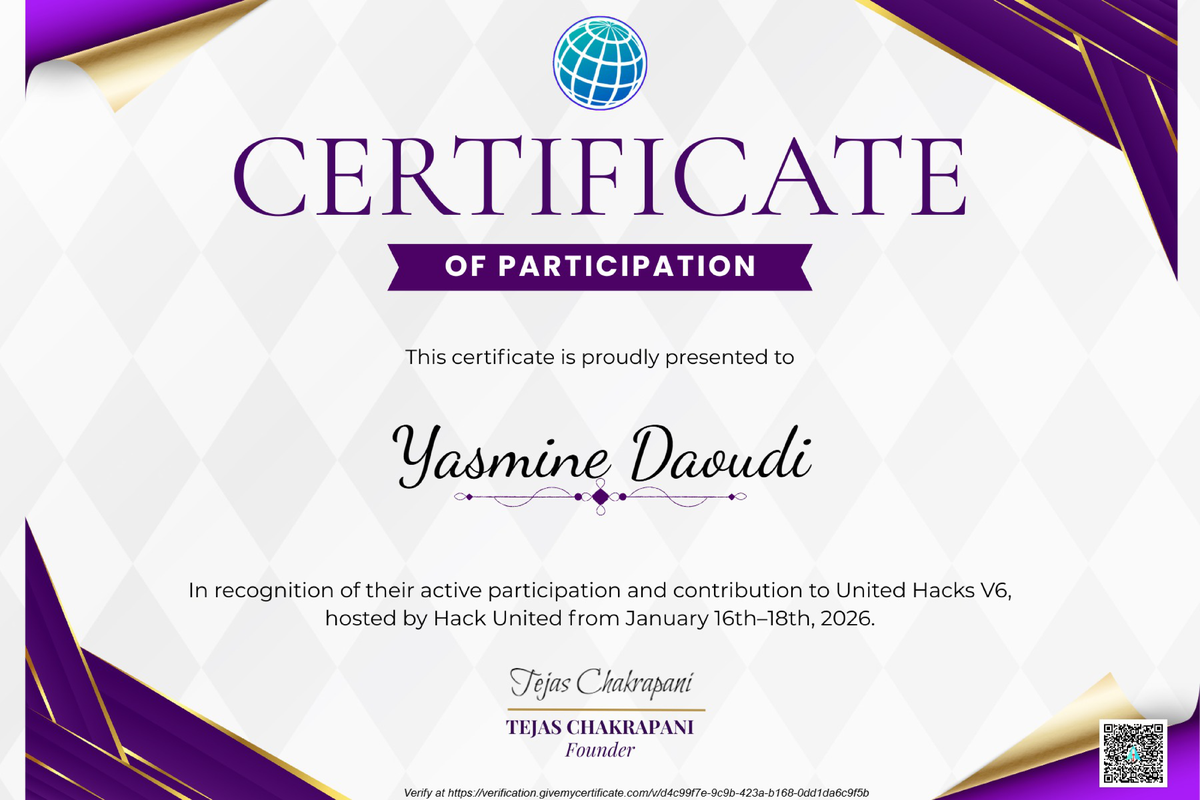 CERTIFICATE
OF PARTICIPATION
This certificate is proudly presented to
Yasmine Daoudi
In recognition of their active participation and contribution to United Hacks V6,
hosted by Hack United from January 16th–18th, 2026.
Tejas Chakrapani
TEJAS CHAKRAPANI
Founder
Verify at https://verification.givemycertificate.com/v/d4c99f7e-9c9b-423a-b168-0dd1da6c9f5b